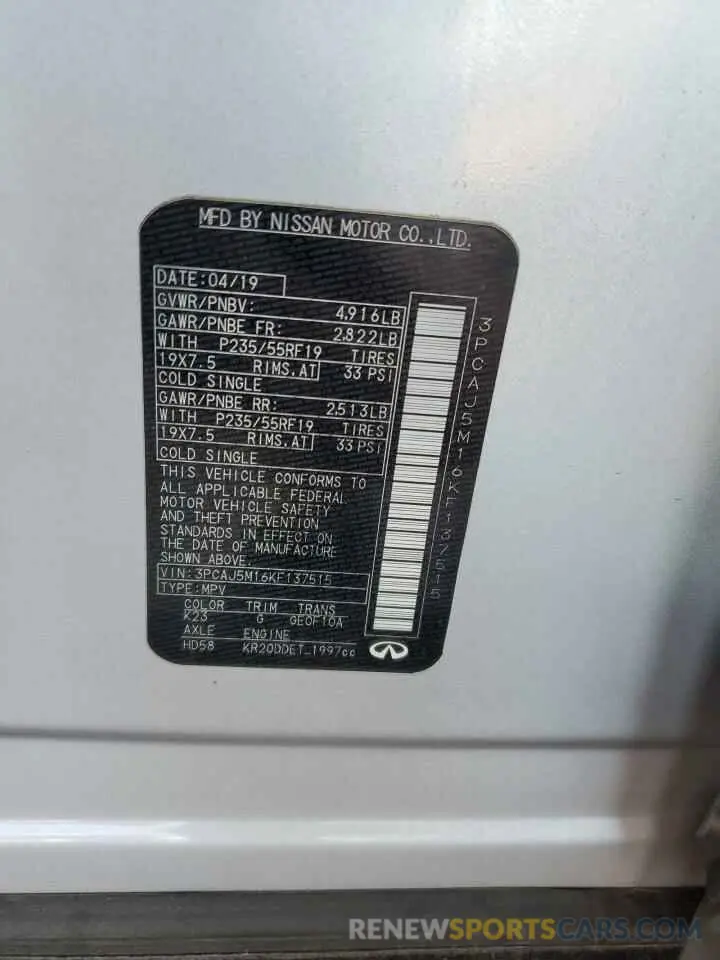 MFD BY NISSAN MOTOR CO.,LTD.
DATE:04/19
GVWR/PNBV: 4,916LB
GAWR/PNBE FR: 2,822LB
WITH P235/55RF19 TIRES
19X7.5 RIMS.AT 33 PSI
COLD SINGLE
GAWR/PNBE RR: 2,513LB
WITH P235/55RF19 TIRES
19X7.5 RIMS.AT 33 PSI
COLD SINGLE
THIS VEHICLE CONFORMS TO
ALL APPLICABLE FEDERAL
MOTOR VEHICLE SAFETY
AND THEFT PREVENTION
STANDARDS IN EFFECT ON
THE DATE OF MANUFACTURE
SHOWN ABOVE.
VIN: 3PCAJ5M16KF137515
TYPE:MPV
COLOR TRIM TRANS
K23 G GE0F10A
AXLE ENGINE
HD58 KR20DDET_1997cc
3PCAJ5M16KF137515
RENEWSPORTSCARS.COM